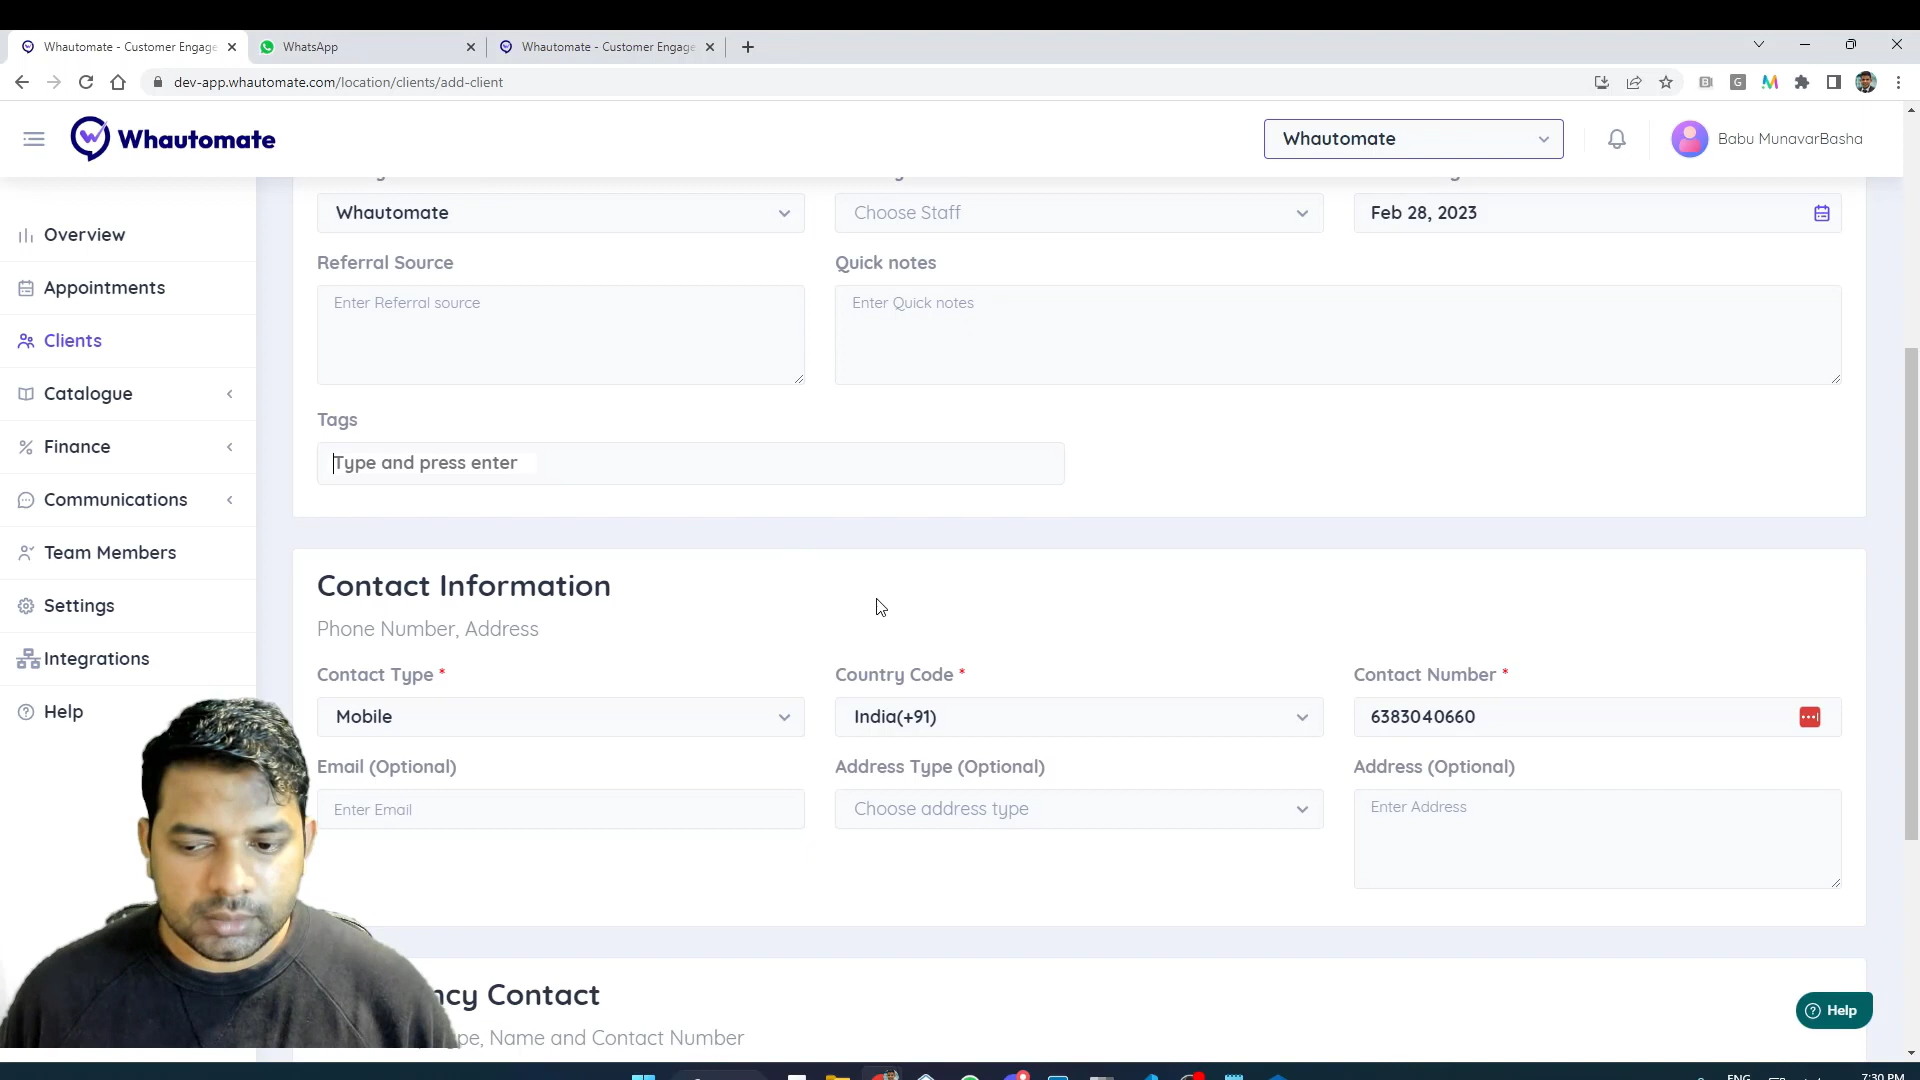 Whautomate - Customer Engage
WhatsApp
Whautomate - Customer Engage
dev-app.whautomate.com/location/clients/add-client
Whautomate
Whautomate
Babu MunavarBasha
Overview
Appointments
Clients
Catalogue
Finance
Communications
Team Members
Settings
Integrations
Help
Whautomate
Choose Staff
Feb 28, 2023
Referral Source
Quick notes
Enter Referral source
Enter Quick notes
Tags
Type and press enter
Contact Information
Phone Number, Address
Contact Type *
Country Code *
Contact Number *
Mobile
India(+91)
6383040660
Email (Optional)
Address Type (Optional)
Address (Optional)
Enter Email
Choose address type
Enter Address
ncy Contact
pe, Name and Contact Number
Help
ENG
7:30 PM